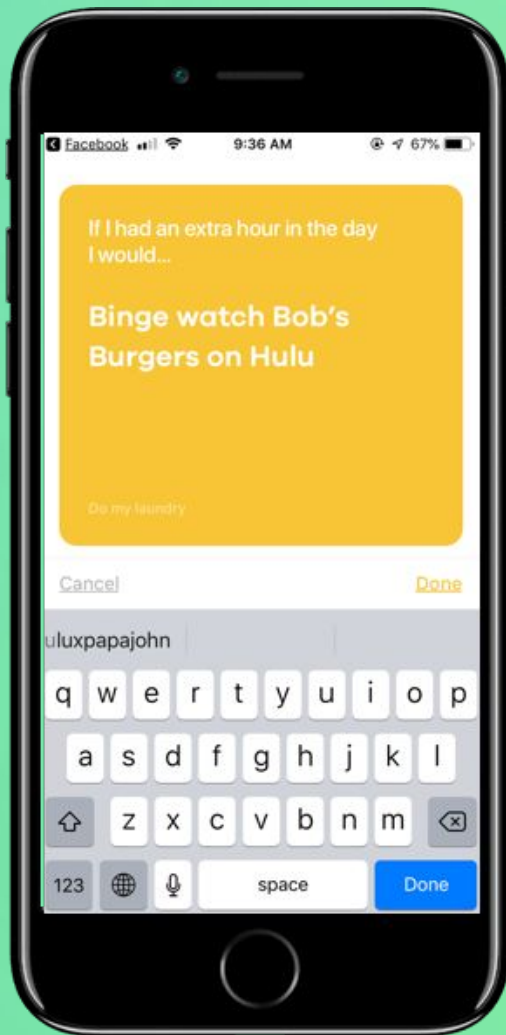 Facebook 9:36 AM 67%
If I had an extra hour in the day
I would...
Binge watch Bob's
Burgers on Hulu
Do my laundry
Cancel Done
uluxpapajohn
q w e r t y u i o p
a s d f g h j k l
z x c v b n m
123 space Done